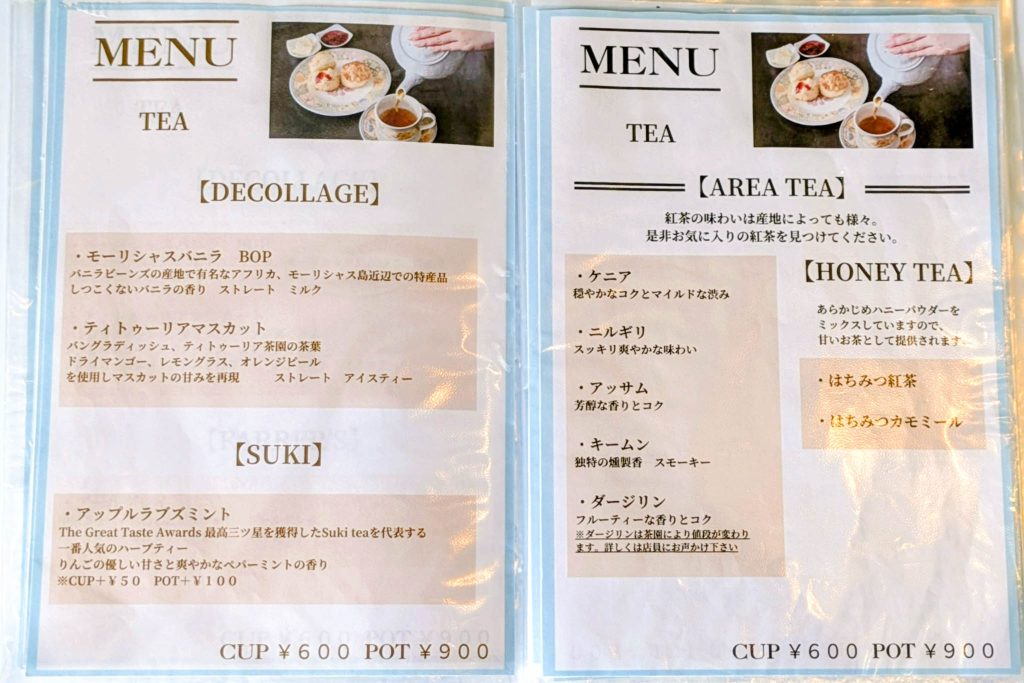 MENU
TEA
【DECOLLAGE】
・モーリシャスバニラ　BOP
バニラビーンズの産地で有名なアフリカ、モーリシャス島近辺での特産品
しつこくないバニラの香り　ストレート　ミルク
・ティトゥーリアマスカット
バングラディッシュ、ティトゥーリア茶園の茶葉
ドライマンゴー、レモングラス、オレンジピール
を使用しマスカットの甘みを再現　　ストレート　アイスティー
【SUKI】
・アップルラブズミント
The Great Taste Awards 最高三ツ星を獲得したSuki teaを代表する
一番人気のハーブティー
りんごの優しい甘さと爽やかなペパーミントの香り
※CUP＋￥５０　POT＋￥１００
CUP ￥６００ POT ￥９００
MENU
TEA
【AREA TEA】
紅茶の味わいは産地によっても様々。
是非お気に入りの紅茶を見つけてください。
・ケニア
穏やかなコクとマイルドな渋み
・ニルギリ
スッキリ爽やかな味わい
・アッサム
芳醇な香りとコク
・キームン
独特の燻製香　スモーキー
・ダージリン
フルーティーな香りとコク
※ダージリンは茶園により値段が変わり
ます。詳しくは店員にお声かけ下さい
【HONEY TEA】
あらかじめハニーパウダーを
ミックスしていますので、
甘いお茶として提供されます。
・はちみつ紅茶
・はちみつカモミール
CUP ￥６００ POT ￥９００